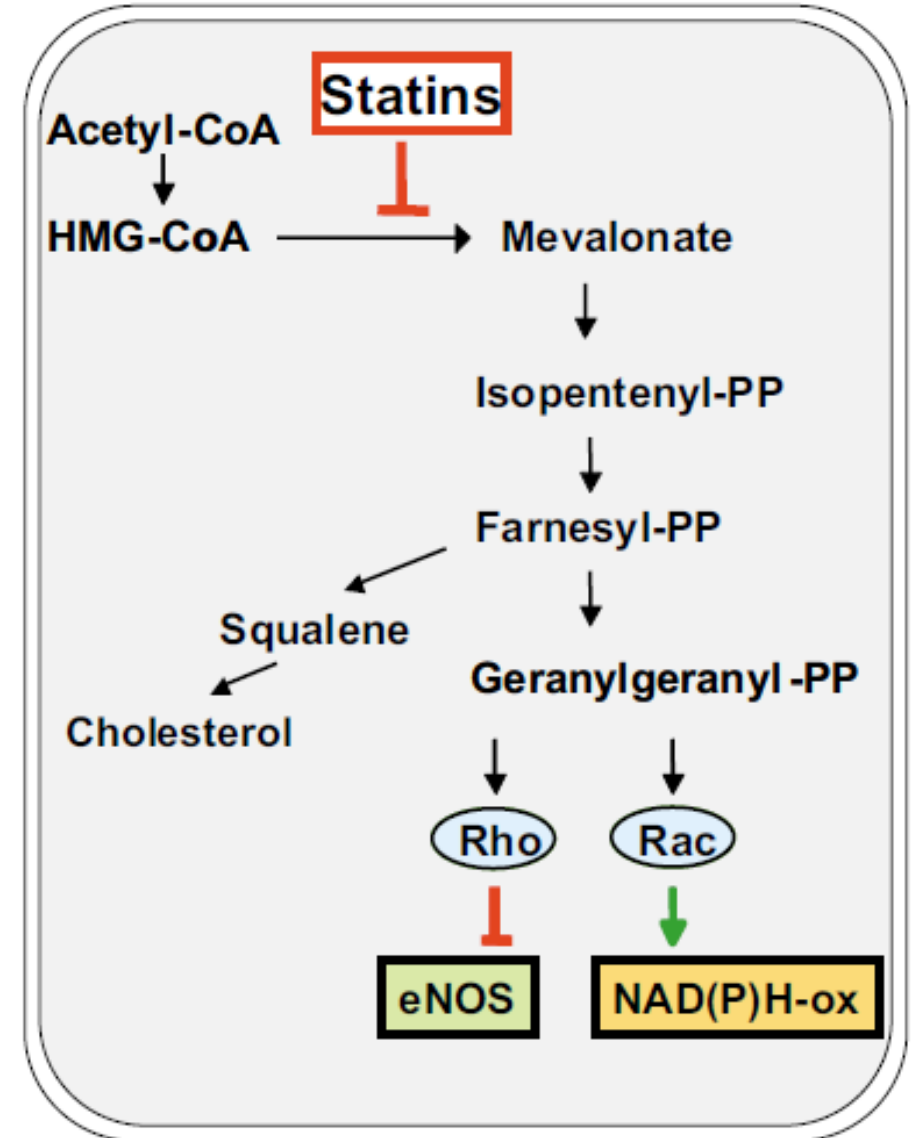 Statins
Acetyl-CoA
HMG-CoA
Mevalonate
Isopentenyl-PP
Farnesyl-PP
Squalene
Geranylgeranyl-PP
Cholesterol
Rho
Rac
eNOS
NAD(P)H-ox